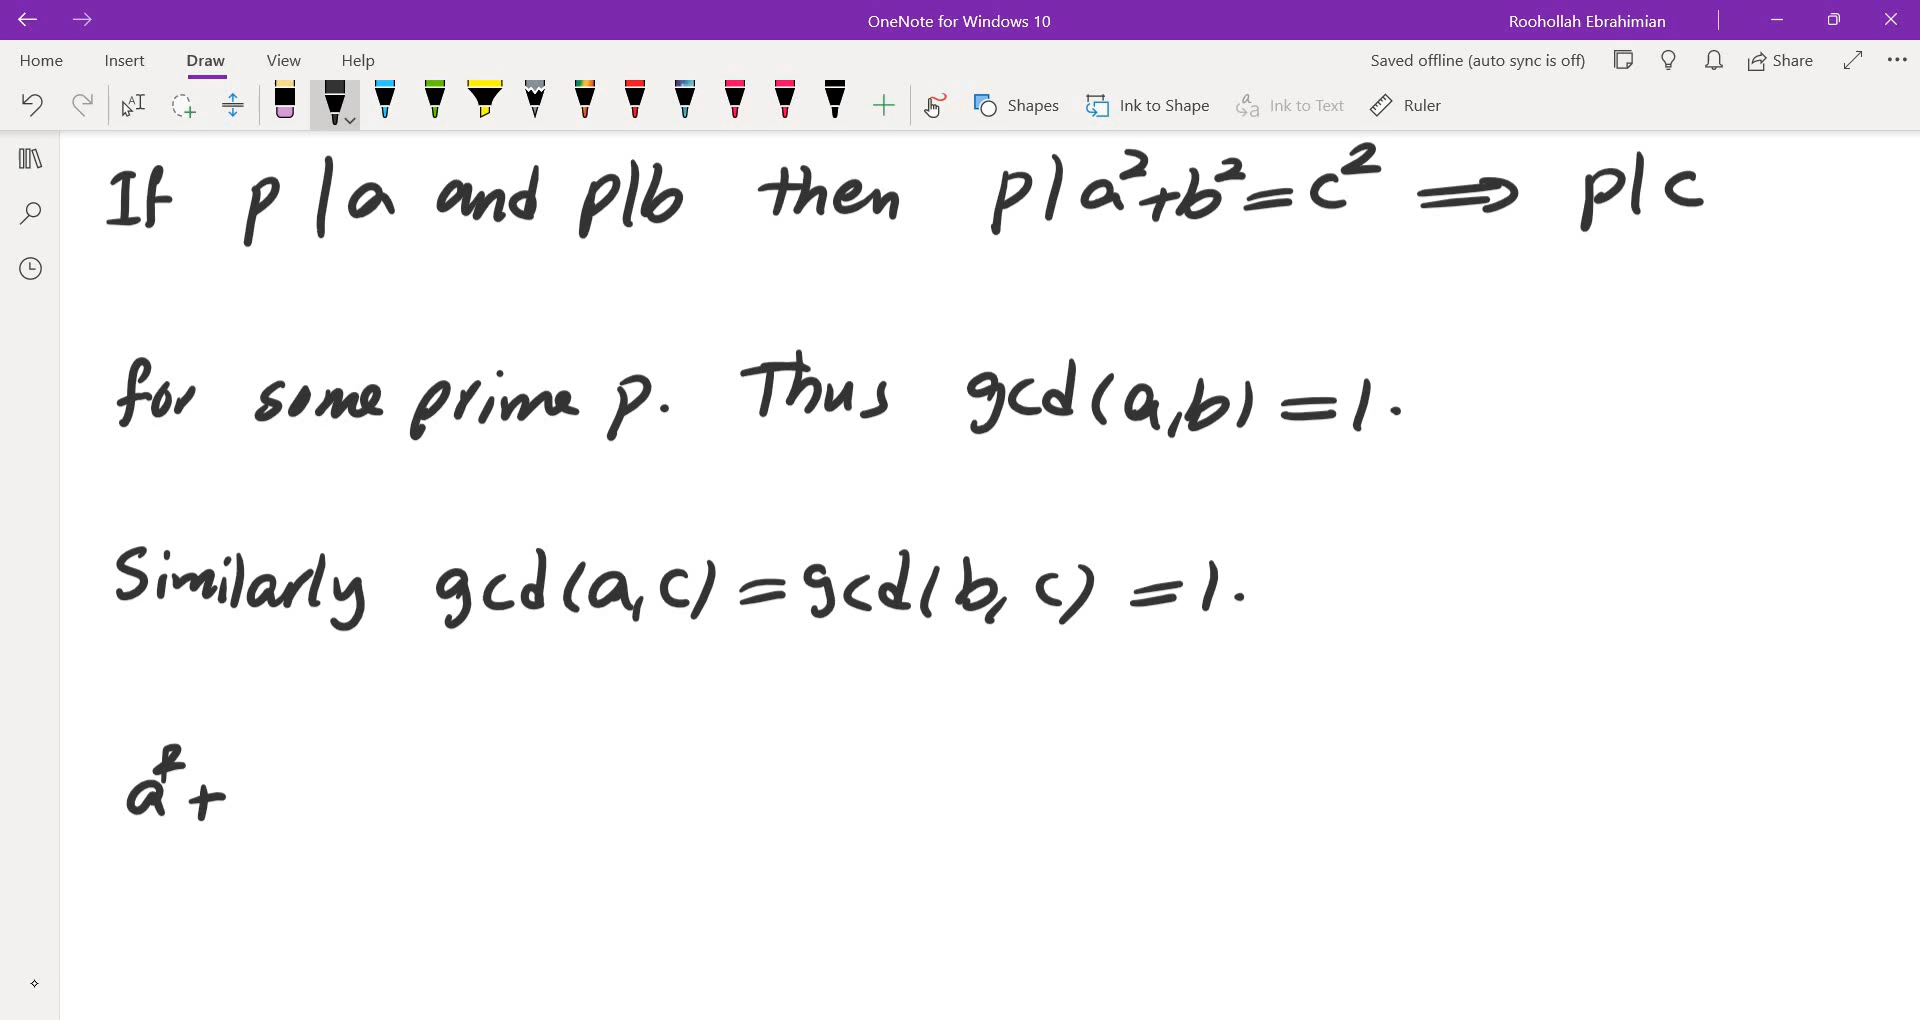 OneNote for Windows 10
Roohollah Ebrahimian
Home Insert Draw View Help
Saved offline (auto sync is off) Share
Shapes Ink to Shape Ink to Text Ruler
If p | a and p|b then p | a²+b²=c² ⟹ p|c
for some prime p. Thus gcd(a,b)=1.
Similarly gcd(a,c)=gcd(b,c)=1.
a²+